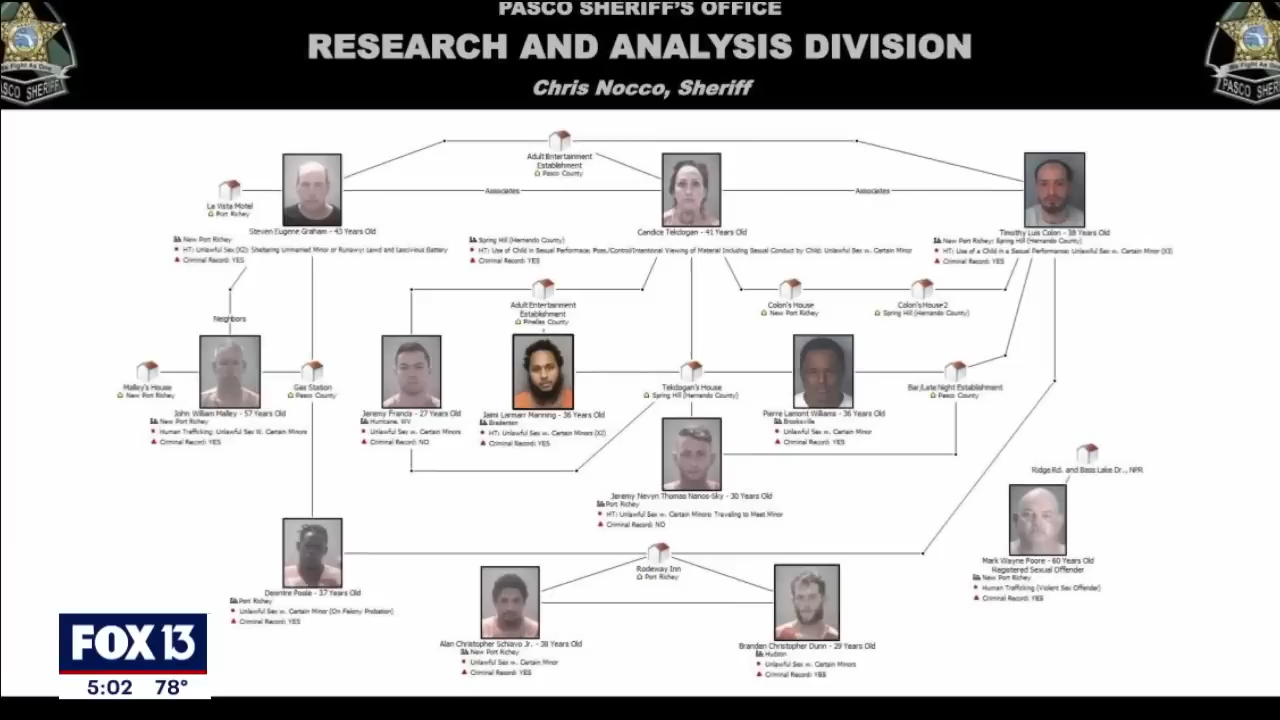 PASCO SHERIFF'S OFFICE
RESEARCH AND ANALYSIS DIVISION
Chris Nocco, Sheriff
We Fight As One
PASCO SHERIFF
PASCO SHERIFF
Adult Entertainment
Establishment
Pasco County
La Vista Motel
Port Richey
Associates
Associates
Steven Eugene Graham - 43 Years Old
New Port Richey
HT: Unlawful Sex (X2): Sheltering Unmarried Minor or Runaway: Lewd and Lascivious Battery
Criminal Record: YES
Candice Tekdogan - 41 Years Old
Spring Hill (Hernando County)
HT: Use of Child in Sexual Performance; Poss./Control/Intentional Viewing of Material Including Sexual Conduct by Child; Unlawful Sex w. Certain Minor
Criminal Record: YES
Timothy Luis Colon - 38 Years Old
New Port Richey; Spring Hill (Hernando County)
HT: Use of a Child in Sexual Performance; Unlawful Sex w. Certain Minor (X3)
Criminal Record: YES
Neighbors
Adult Entertainment
Establishment
Pinellas County
Colon's House
New Port Richey
Colon's House 2
Spring Hill (Hernando County)
Malley's House
New Port Richey
Gas Station
Pasco County
Tekdogan's House
Spring Hill (Hernando County)
Bar/Late Night Establishment
Pasco County
John William Malley - 57 Years Old
New Port Richey
Human Trafficking: Unlawful Sex W. Certain Minors
Criminal Record: YES
Jeremy Francis - 27 Years Old
Hurricane, WV
Unlawful Sex w. Certain Minors
Criminal Record: NO
Jaimi Larmarr Manning - 36 Years Old
Bradenton
HT: Unlawful Sex w. Certain Minors (X2)
Criminal Record: YES
Pierre Lamont Williams - 36 Years Old
Brooksville
Unlawful Sex w. Certain Minor
Criminal Record: YES
Jeremy Nevyn Thomas Nanos-Sky - 30 Years Old
Port Richey
HT: Unlawful Sex w. Certain Minors: Traveling to Meet Minor
Criminal Record: NO
Ridge Rd. and Bass Lake Dr., NPR
Mark Wayne Poore - 60 Years Old
Registered Sexual Offender
New Port Richey
Human Trafficking (Violent Sex Offender)
Criminal Record: YES
Rodeway Inn
Port Richey
Poole - 37 Years Old
Port Richey
Unlawful Sex w. Certain Minor (On Felony Probation)
Criminal Record: YES
Alan Christopher Schiavo Jr. - 38 Years Old
New Port Richey
Unlawful Sex w. Certain Minor
Criminal Record: YES
Branden Christopher Dunn - 29 Years Old
Hudson
Unlawful Sex w. Certain Minors
Criminal Record: YES
FOX 13
5:02 78°